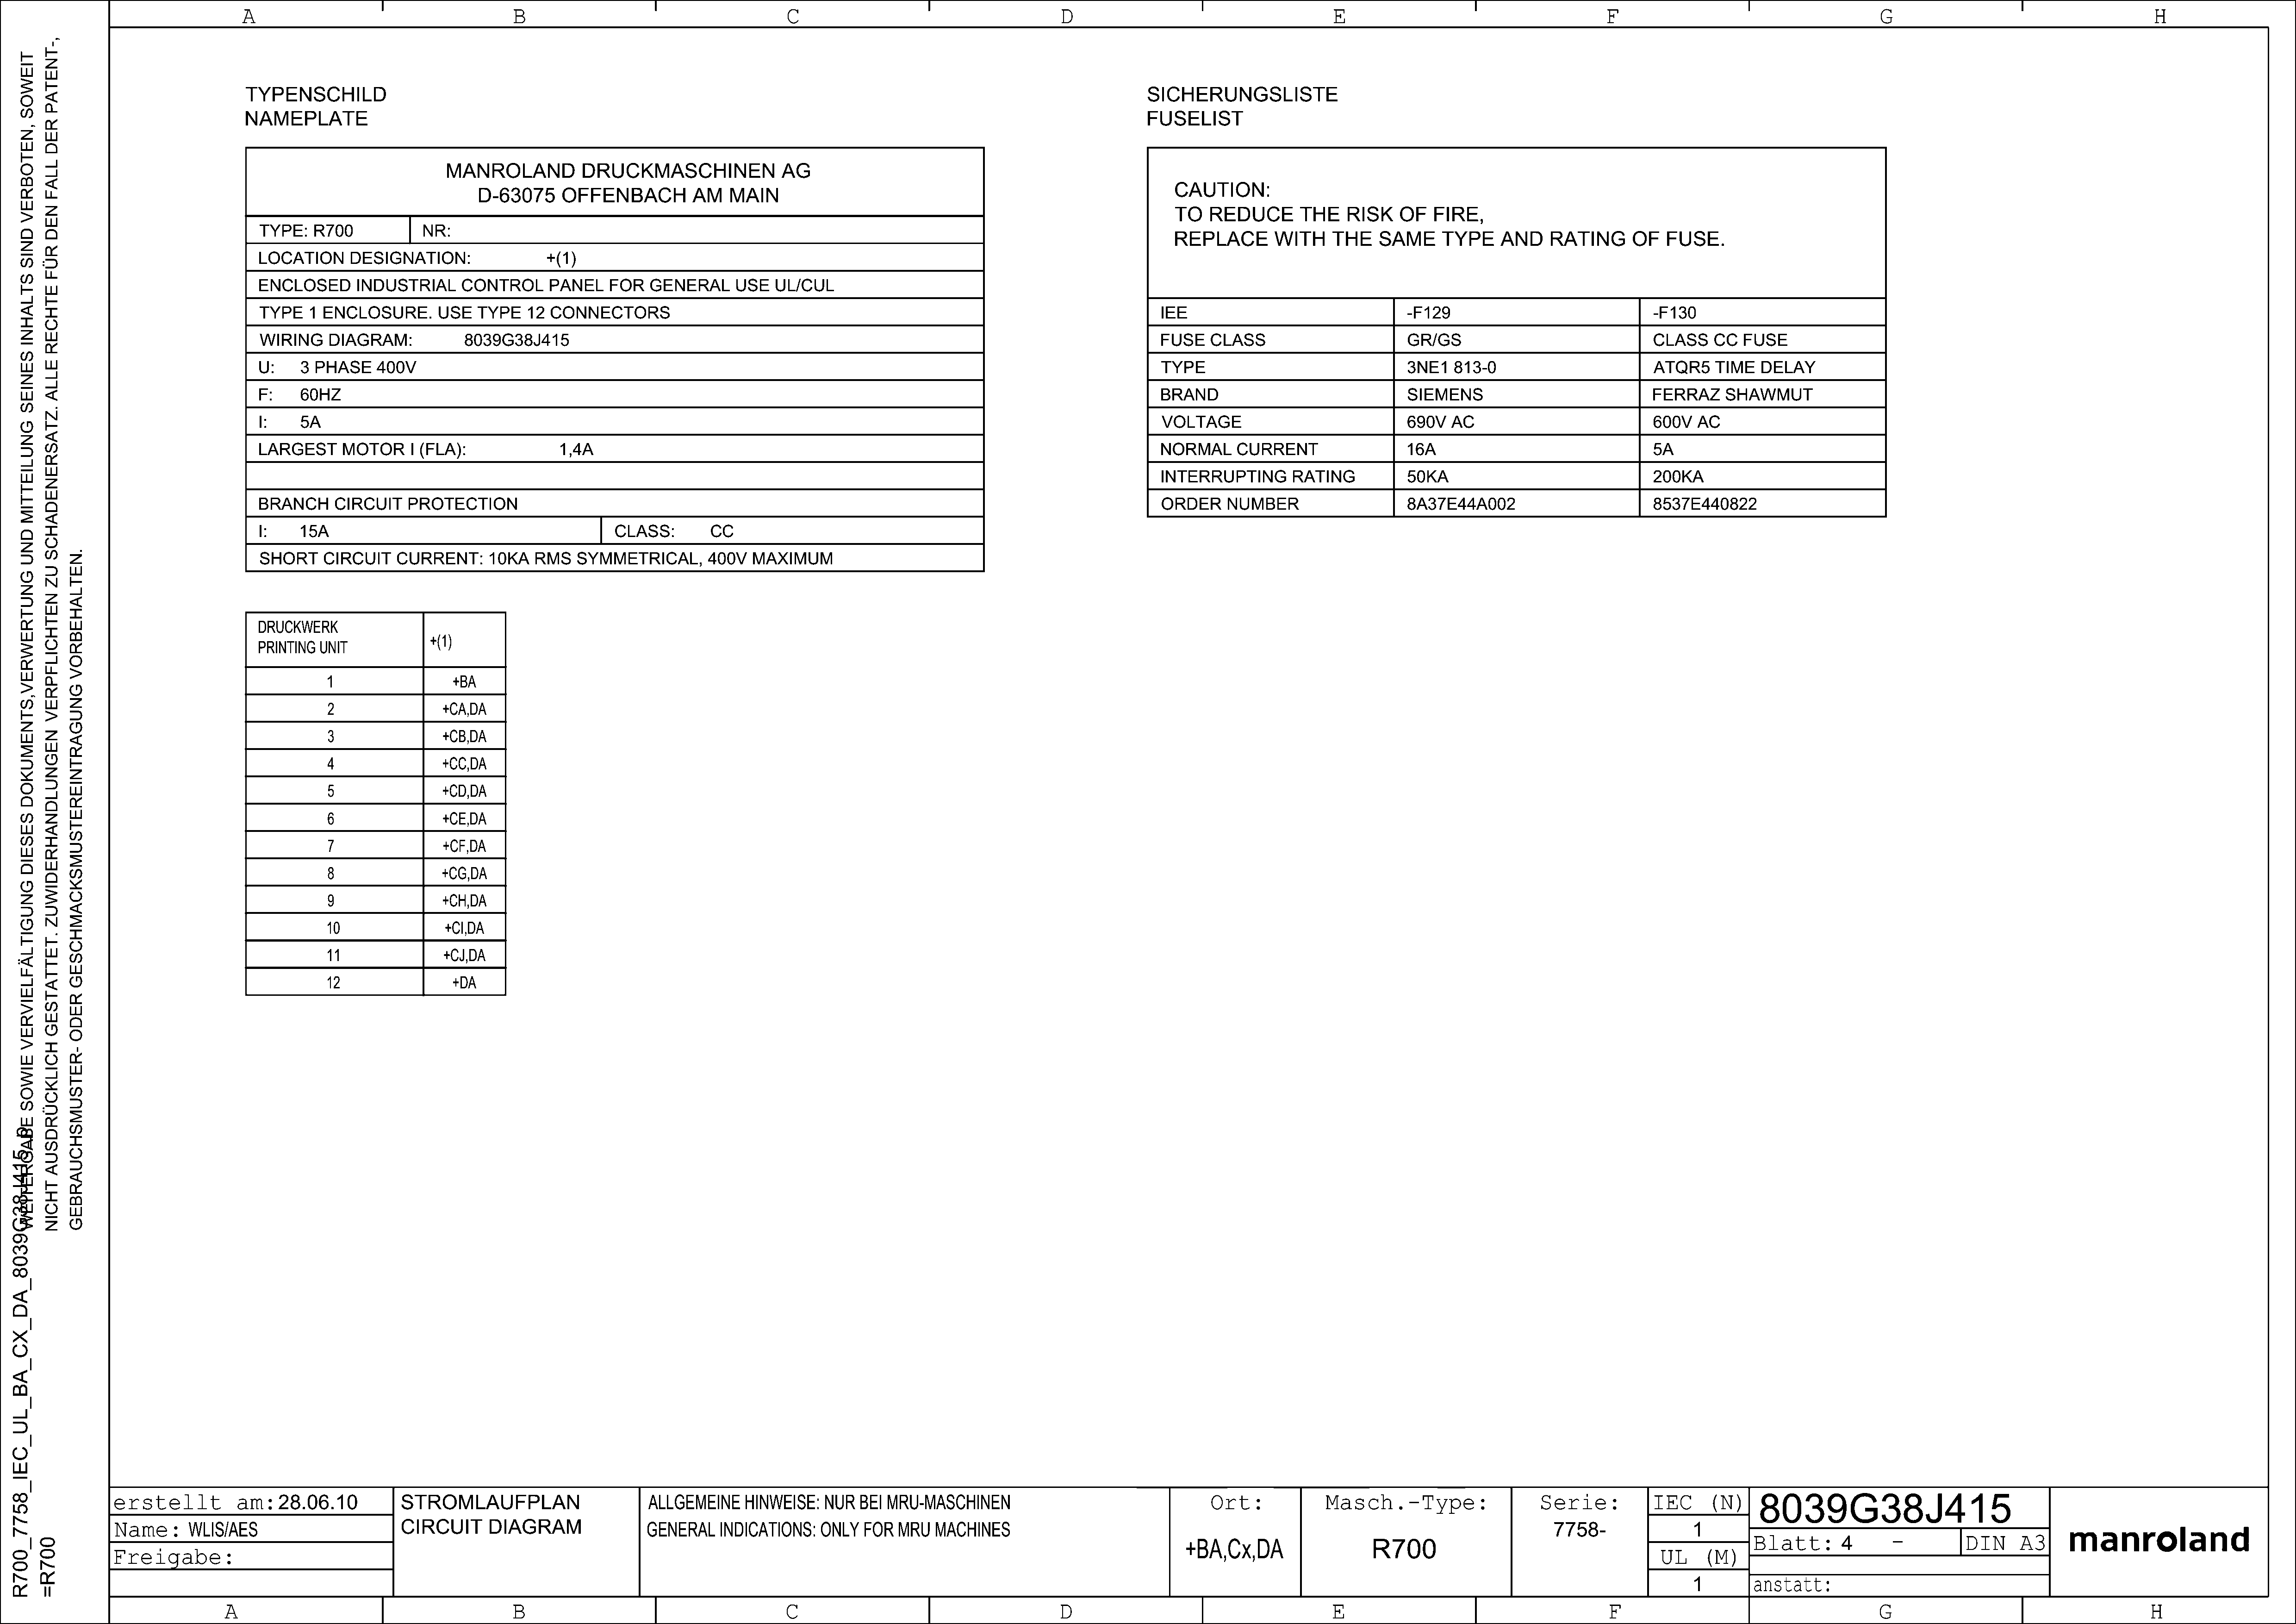 A B C D E F G H
TYPENSCHILD
NAMEPLATE
MANROLAND DRUCKMASCHINEN AG
D-63075 OFFENBACH AM MAIN
TYPE: R700 NR:
LOCATION DESIGNATION: +(1)
ENCLOSED INDUSTRIAL CONTROL PANEL FOR GENERAL USE UL/CUL
TYPE 1 ENCLOSURE. USE TYPE 12 CONNECTORS
WIRING DIAGRAM: 8039G38J415
U: 3 PHASE 400V
F: 60HZ
I: 5A
LARGEST MOTOR I (FLA): 1,4A
BRANCH CIRCUIT PROTECTION
I: 15A CLASS: CC
SHORT CIRCUIT CURRENT: 10KA RMS SYMMETRICAL, 400V MAXIMUM
SICHERUNGSLISTE
FUSELIST
CAUTION:
TO REDUCE THE RISK OF FIRE,
REPLACE WITH THE SAME TYPE AND RATING OF FUSE.
IEE -F129 -F130
FUSE CLASS GR/GS CLASS CC FUSE
TYPE 3NE1 813-0 ATQR5 TIME DELAY
BRAND SIEMENS FERRAZ SHAWMUT
VOLTAGE 690V AC 600V AC
NORMAL CURRENT 16A 5A
INTERRUPTING RATING 50KA 200KA
ORDER NUMBER 8A37E44A002 8537E440822
DRUCKWERK
PRINTING UNIT +(1)
1 +BA
2 +CA,DA
3 +CB,DA
4 +CC,DA
5 +CD,DA
6 +CE,DA
7 +CF,DA
8 +CG,DA
9 +CH,DA
10 +CI,DA
11 +CJ,DA
12 +DA
WEITERGABE SOWIE VERVIELFÄLTIGUNG DIESES DOKUMENTS,VERWERTUNG UND MITTEILUNG SEINES INHALTS SIND VERBOTEN, SOWEIT
NICHT AUSDRÜCKLICH GESTATTET. ZUWIDERHANDLUNGEN VERPFLICHTEN ZU SCHADENERSATZ. ALLE RECHTE FÜR DEN FALL DER PATENT-,
GEBRAUCHSMUSTER- ODER GESCHMACKSMUSTEREINTRAGUNG VORBEHALTEN.
R700_7758_IEC_UL_BA_CX_DA_8039G38J415_P
=R700
erstellt am: 28.06.10
Name: WLIS/AES
Freigabe:
STROMLAUFPLAN
CIRCUIT DIAGRAM
ALLGEMEINE HINWEISE: NUR BEI MRU-MASCHINEN
GENERAL INDICATIONS: ONLY FOR MRU MACHINES
Ort:
+BA,Cx,DA
Masch.-Type:
R700
Serie:
7758-
IEC (N)
1
UL (M)
1
8039G38J415
Blatt: 4 - DIN A3
anstatt:
manroland
A B C D E F G H